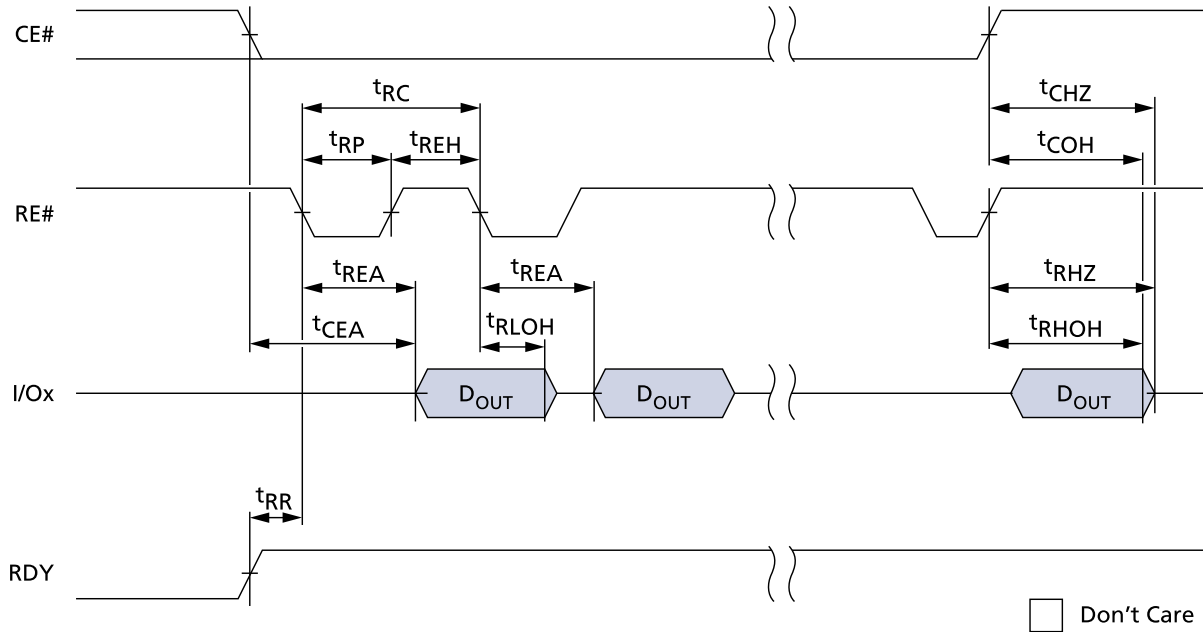 CE#
tRC
tCHZ
tRP
tREH
tCOH
RE#
tREA
tREA
tRHZ
tCEA
tRLOH
tRHOH
I/Ox
DOUT
DOUT
DOUT
tRR
RDY
Don't Care